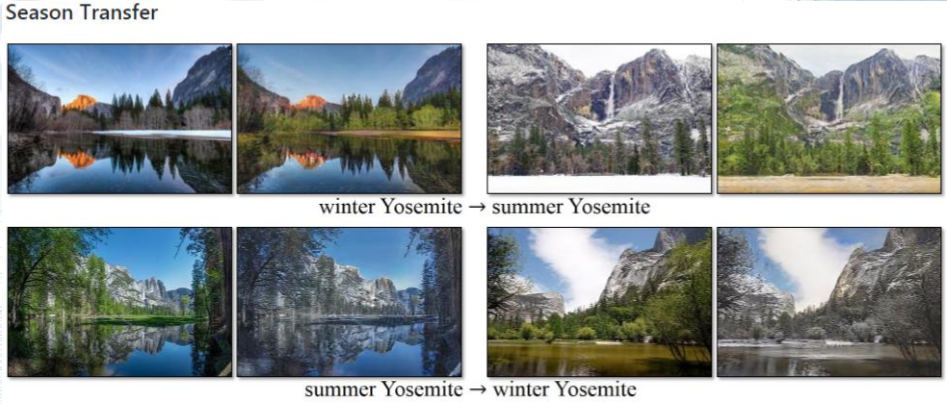 Season Transfer
winter Yosemite → summer Yosemite
summer Yosemite → winter Yosemite